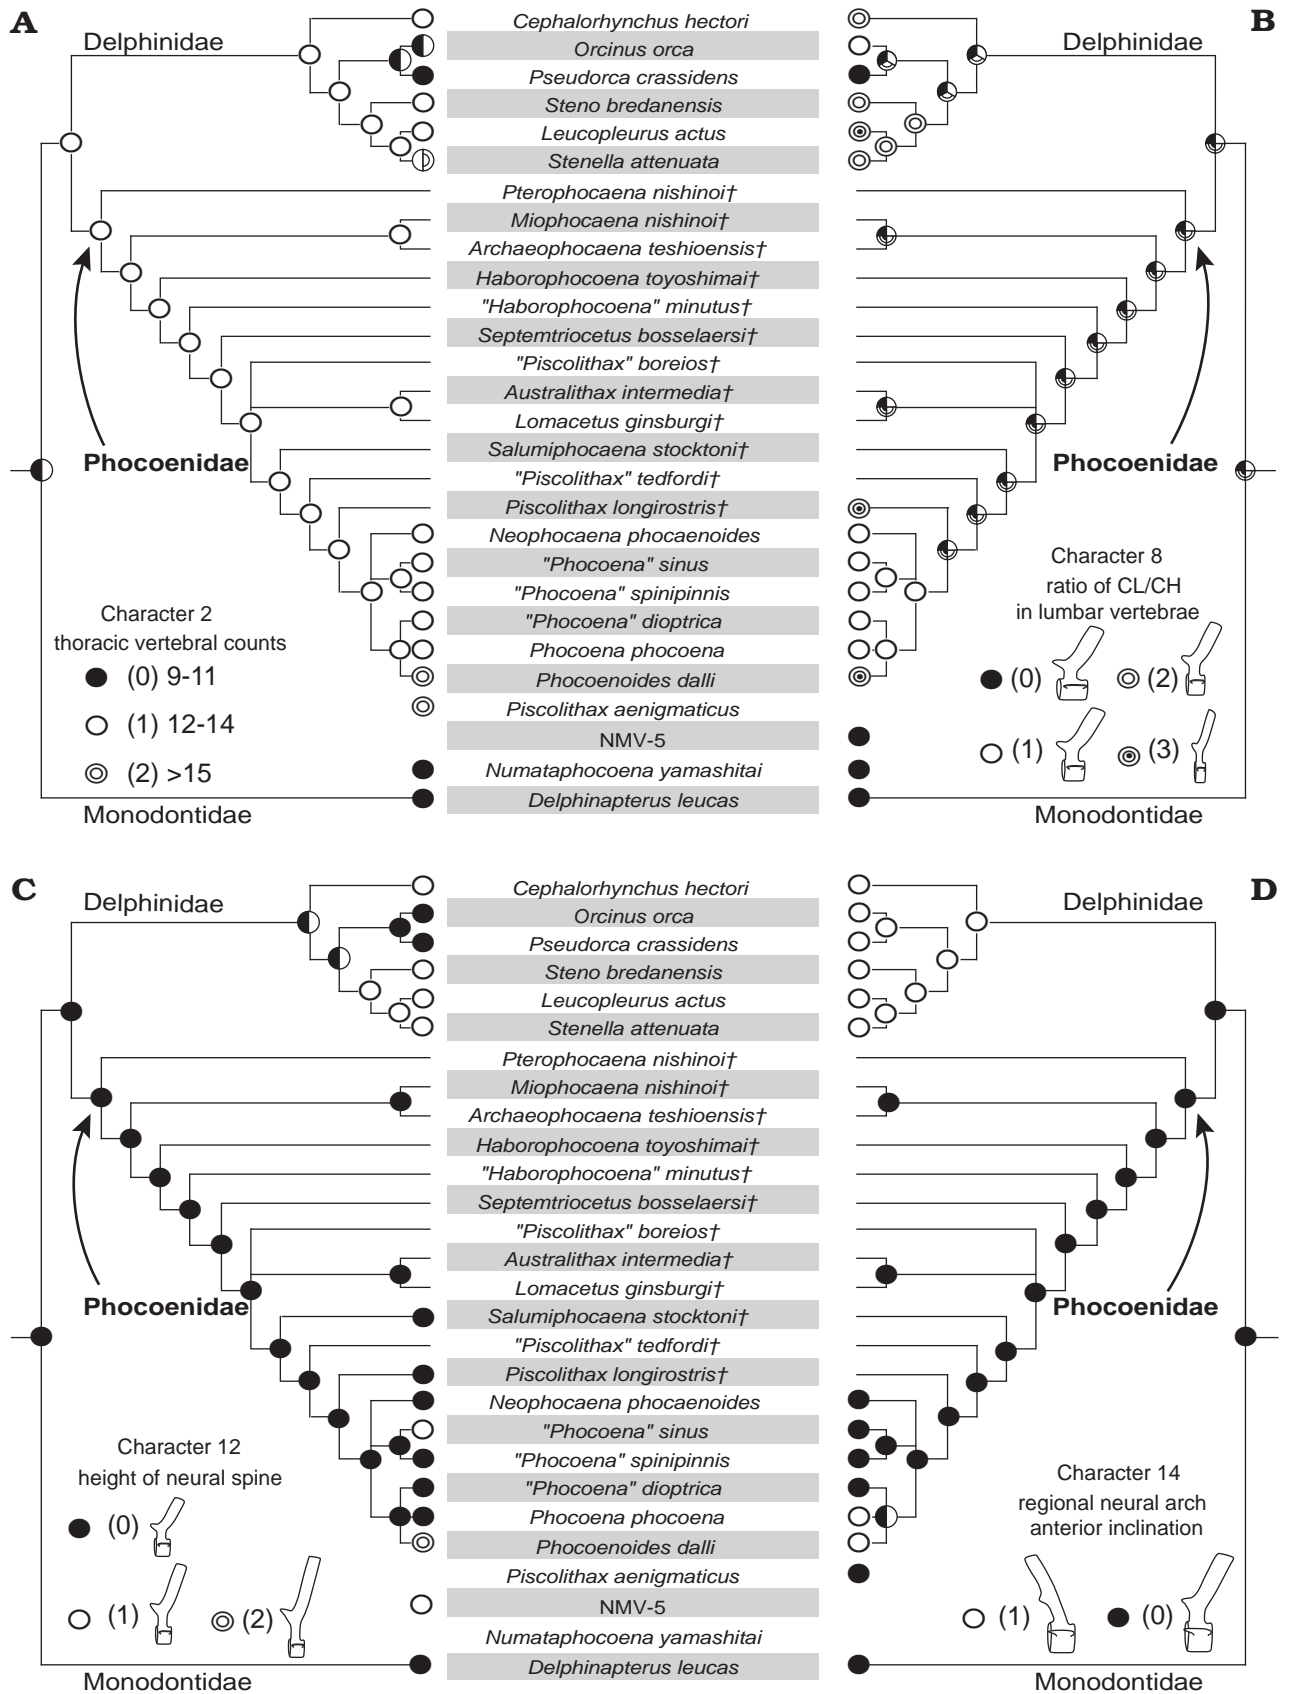 A
B
Delphinidae
Delphinidae
Cephalorhynchus hectori
Orcinus orca
Pseudorca crassidens
Steno bredanensis
Leucopleurus actus
Stenella attenuata
Pterophocaena nishinoi†
Miophocaena nishinoi†
Archaeophocaena teshioensis†
Haborophocoena toyoshimai†
"Haborophocoena" minutus†
Septemtriocetus bosselaersi†
"Piscolithax" boreios†
Australithax intermedia†
Lomacetus ginsburgi†
Salumiphocaena stocktoni†
"Piscolithax" tedfordi†
Piscolithax longirostris†
Neophocaena phocaenoides
"Phocoena" sinus
"Phocoena" spinipinnis
"Phocoena" dioptrica
Phocoena phocoena
Phocoenoides dalli
Piscolithax aenigmaticus
NMV-5
Numataphocoena yamashitai
Delphinapterus leucas
Phocoenidae
Phocoenidae
Character 2
thoracic vertebral counts
(0) 9-11
(1) 12-14
(2) >15
Character 8
ratio of CL/CH
in lumbar vertebrae
(0)
(2)
(1)
(3)
Monodontidae
Monodontidae
C
D
Delphinidae
Delphinidae
Cephalorhynchus hectori
Orcinus orca
Pseudorca crassidens
Steno bredanensis
Leucopleurus actus
Stenella attenuata
Pterophocaena nishinoi†
Miophocaena nishinoi†
Archaeophocaena teshioensis†
Haborophocoena toyoshimai†
"Haborophocoena" minutus†
Septemtriocetus bosselaersi†
"Piscolithax" boreios†
Australithax intermedia†
Lomacetus ginsburgi†
Salumiphocaena stocktoni†
"Piscolithax" tedfordi†
Piscolithax longirostris†
Neophocaena phocaenoides
"Phocoena" sinus
"Phocoena" spinipinnis
"Phocoena" dioptrica
Phocoena phocoena
Phocoenoides dalli
Piscolithax aenigmaticus
NMV-5
Numataphocoena yamashitai
Delphinapterus leucas
Phocoenidae
Phocoenidae
Character 12
height of neural spine
(0)
(1)
(2)
Character 14
regional neural arch
anterior inclination
(1)
(0)
Monodontidae
Monodontidae